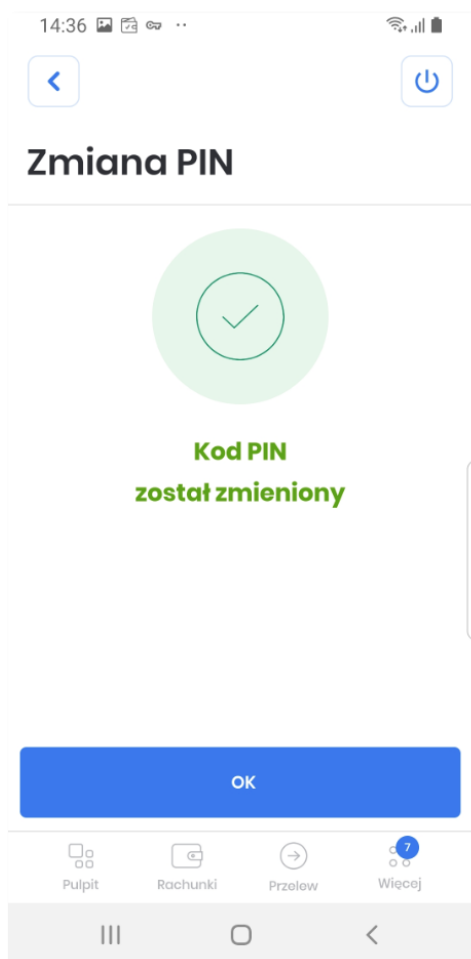 14:36
Zmiana PIN
Kod PIN
został zmieniony
OK
7
Pulpit Rachunki Przelew Więcej